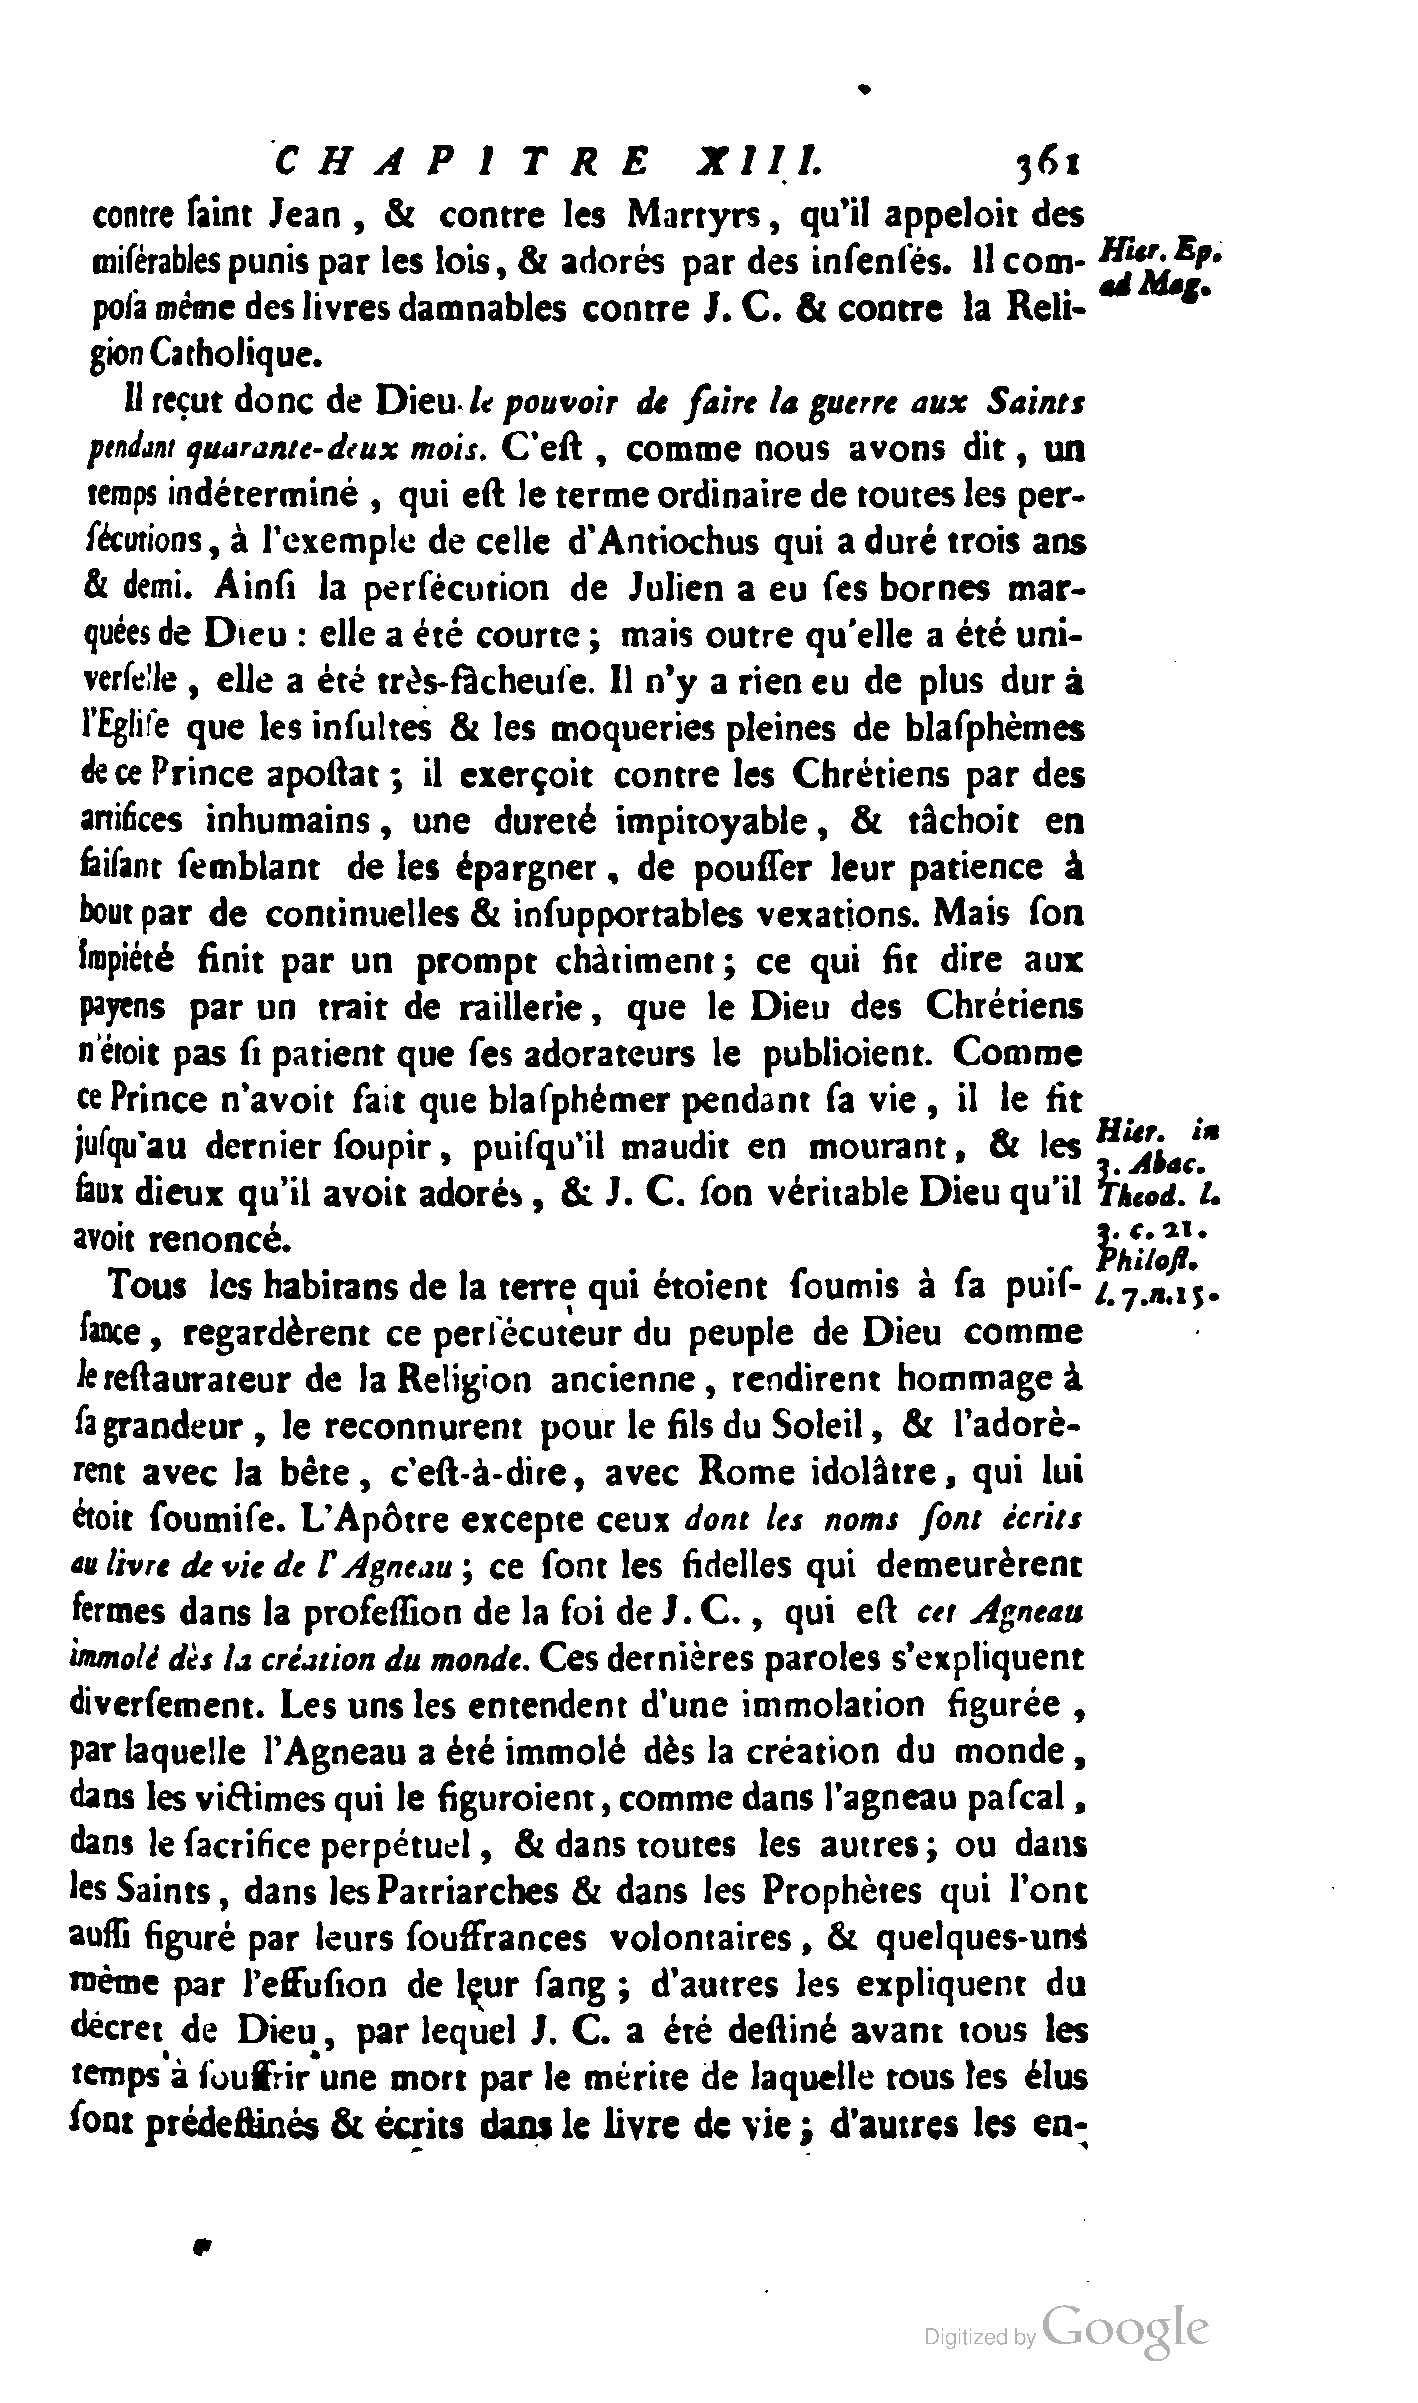 CHAPITRE XIII. 361
contre ſaint Jean, & contre les Martyrs, qu'il appeloit des
miſérables punis par les lois, & adorés par des inſenſés. Il com-
poſa même des livres damnables contre J. C. & contre la Reli-
gion Catholique.
Hier. Ep.
ad Mag.
Il reçut donc de Dieu le pouvoir de faire la guerre aux Saints
pendant quarante-deux mois. C'eſt, comme nous avons dit, un
temps indéterminé, qui eſt le terme ordinaire de toutes les per-
ſécutions, à l'exemple de celle d'Antiochus qui a duré trois ans
& demi. Ainſi la perſécution de Julien a eu ſes bornes mar-
quées de Dieu : elle a été courte; mais outre qu'elle a été uni-
verſelle, elle a été très-fâcheuſe. Il n'y a rien eu de plus dur à
l'Egliſe que les inſultes & les moqueries pleines de blaſphèmes
de ce Prince apoſtat; il exerçoit contre les Chrétiens par des
artifices inhumains, une dureté impitoyable, & tâchoit en
faiſant ſemblant de les épargner, de pouſſer leur patience à
bout par de continuelles & inſupportables vexations. Mais ſon
impiété finit par un prompt châtiment; ce qui fit dire aux
payens par un trait de raillerie, que le Dieu des Chrétiens
n'étoit pas ſi patient que ſes adorateurs le publioient. Comme
ce Prince n'avoit fait que blaſphémer pendant ſa vie, il le fit
juſqu'au dernier ſoupir, puiſqu'il maudit en mourant, & les
faux dieux qu'il avoit adorés, & J. C. ſon véritable Dieu qu'il
avoit renoncé.
Hier. in
3. Abac.
Theod. l.
3. c. 21.
Philoſt.
l. 7. n. 15.
Tous les habitans de la terre qui étoient ſoumis à ſa puiſ-
ſance, regardèrent ce perſécuteur du peuple de Dieu comme
le reſtaurateur de la Religion ancienne, rendirent hommage à
ſa grandeur, le reconnurent pour le fils du Soleil, & l'adorè-
rent avec la bête, c'eſt-à-dire, avec Rome idolâtre, qui lui
étoit ſoumiſe. L'Apôtre excepte ceux dont les noms ſont écrits
au livre de vie de l'Agneau; ce ſont les fidelles qui demeurèrent
fermes dans la profeſſion de la foi de J. C., qui eſt cet Agneau
immolé dès la création du monde. Ces dernières paroles s'expliquent
diverſement. Les uns les entendent d'une immolation figurée,
par laquelle l'Agneau a été immolé dès la création du monde,
dans les victimes qui le figuroient, comme dans l'agneau paſcal,
dans le ſacrifice perpétuel, & dans toutes les autres; ou dans
les Saints, dans les Patriarches & dans les Prophètes qui l'ont
auſſi figuré par leurs ſouffrances volontaires, & quelques-uns
même par l'effuſion de leur ſang; d'autres les expliquent du
décret de Dieu, par lequel J. C. a été deſtiné avant tous les
temps à ſouffrir une mort par le mérite de laquelle tous les élus
ſont prédeſtinés & écrits dans le livre de vie; d'autres les en-
Digitized by Google